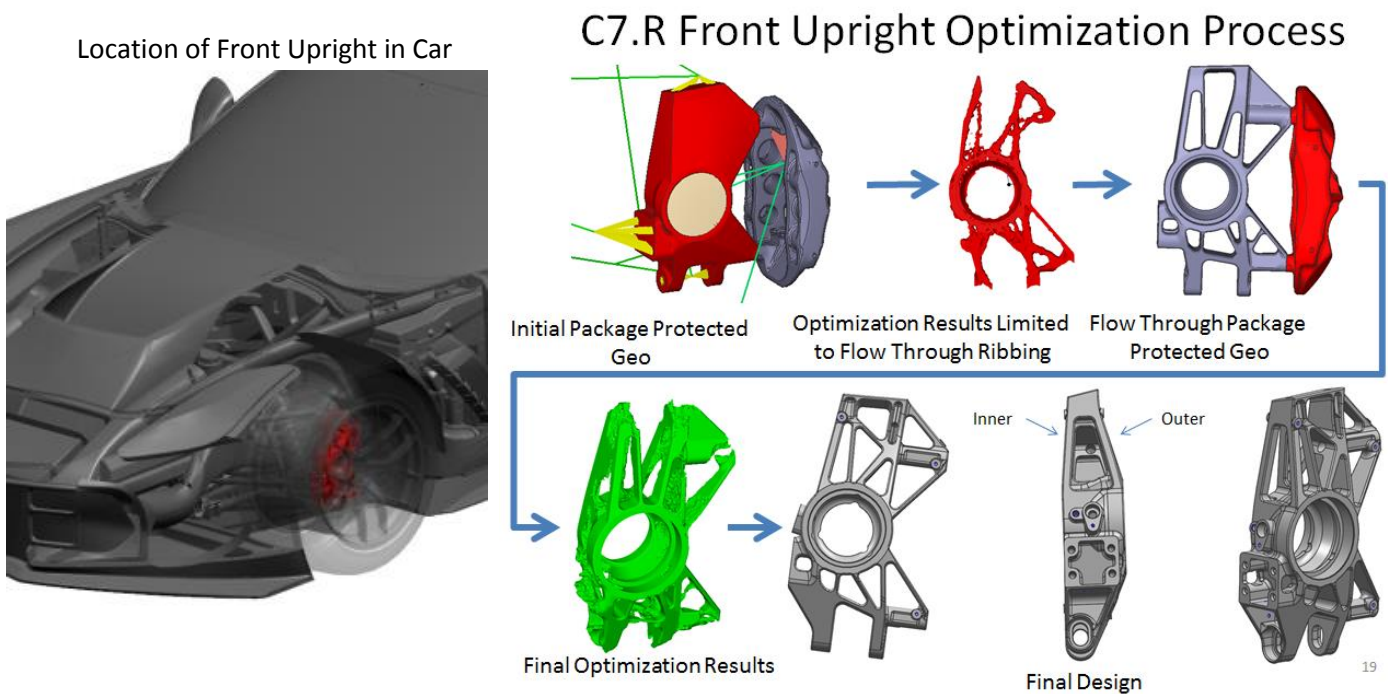 Location of Front Upright in Car
C7.R Front Upright Optimization Process
Initial Package Protected
Geo
Optimization Results Limited
to Flow Through Ribbing
Flow Through Package
Protected Geo
Inner
Outer
Final Optimization Results
Final Design
19